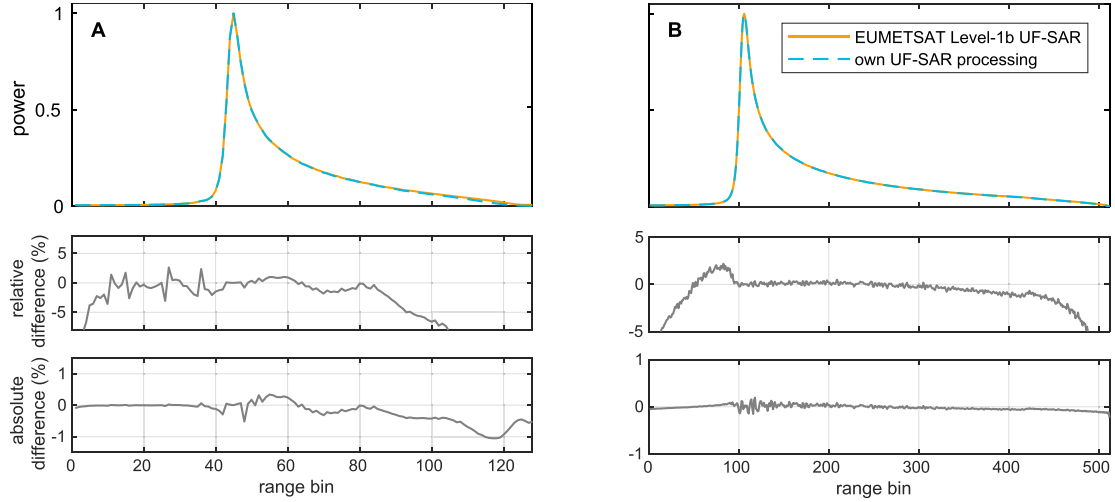 A
1
0.5
0
power
B
EUMETSAT Level-1b UF-SAR
own UF-SAR processing
5
0
-5
relative
difference (%)
5
0
-5
1
0
-1
absolute
difference (%)
0 20 40 60 80 100 120
range bin
1
0
-1
0 100 200 300 400 500
range bin